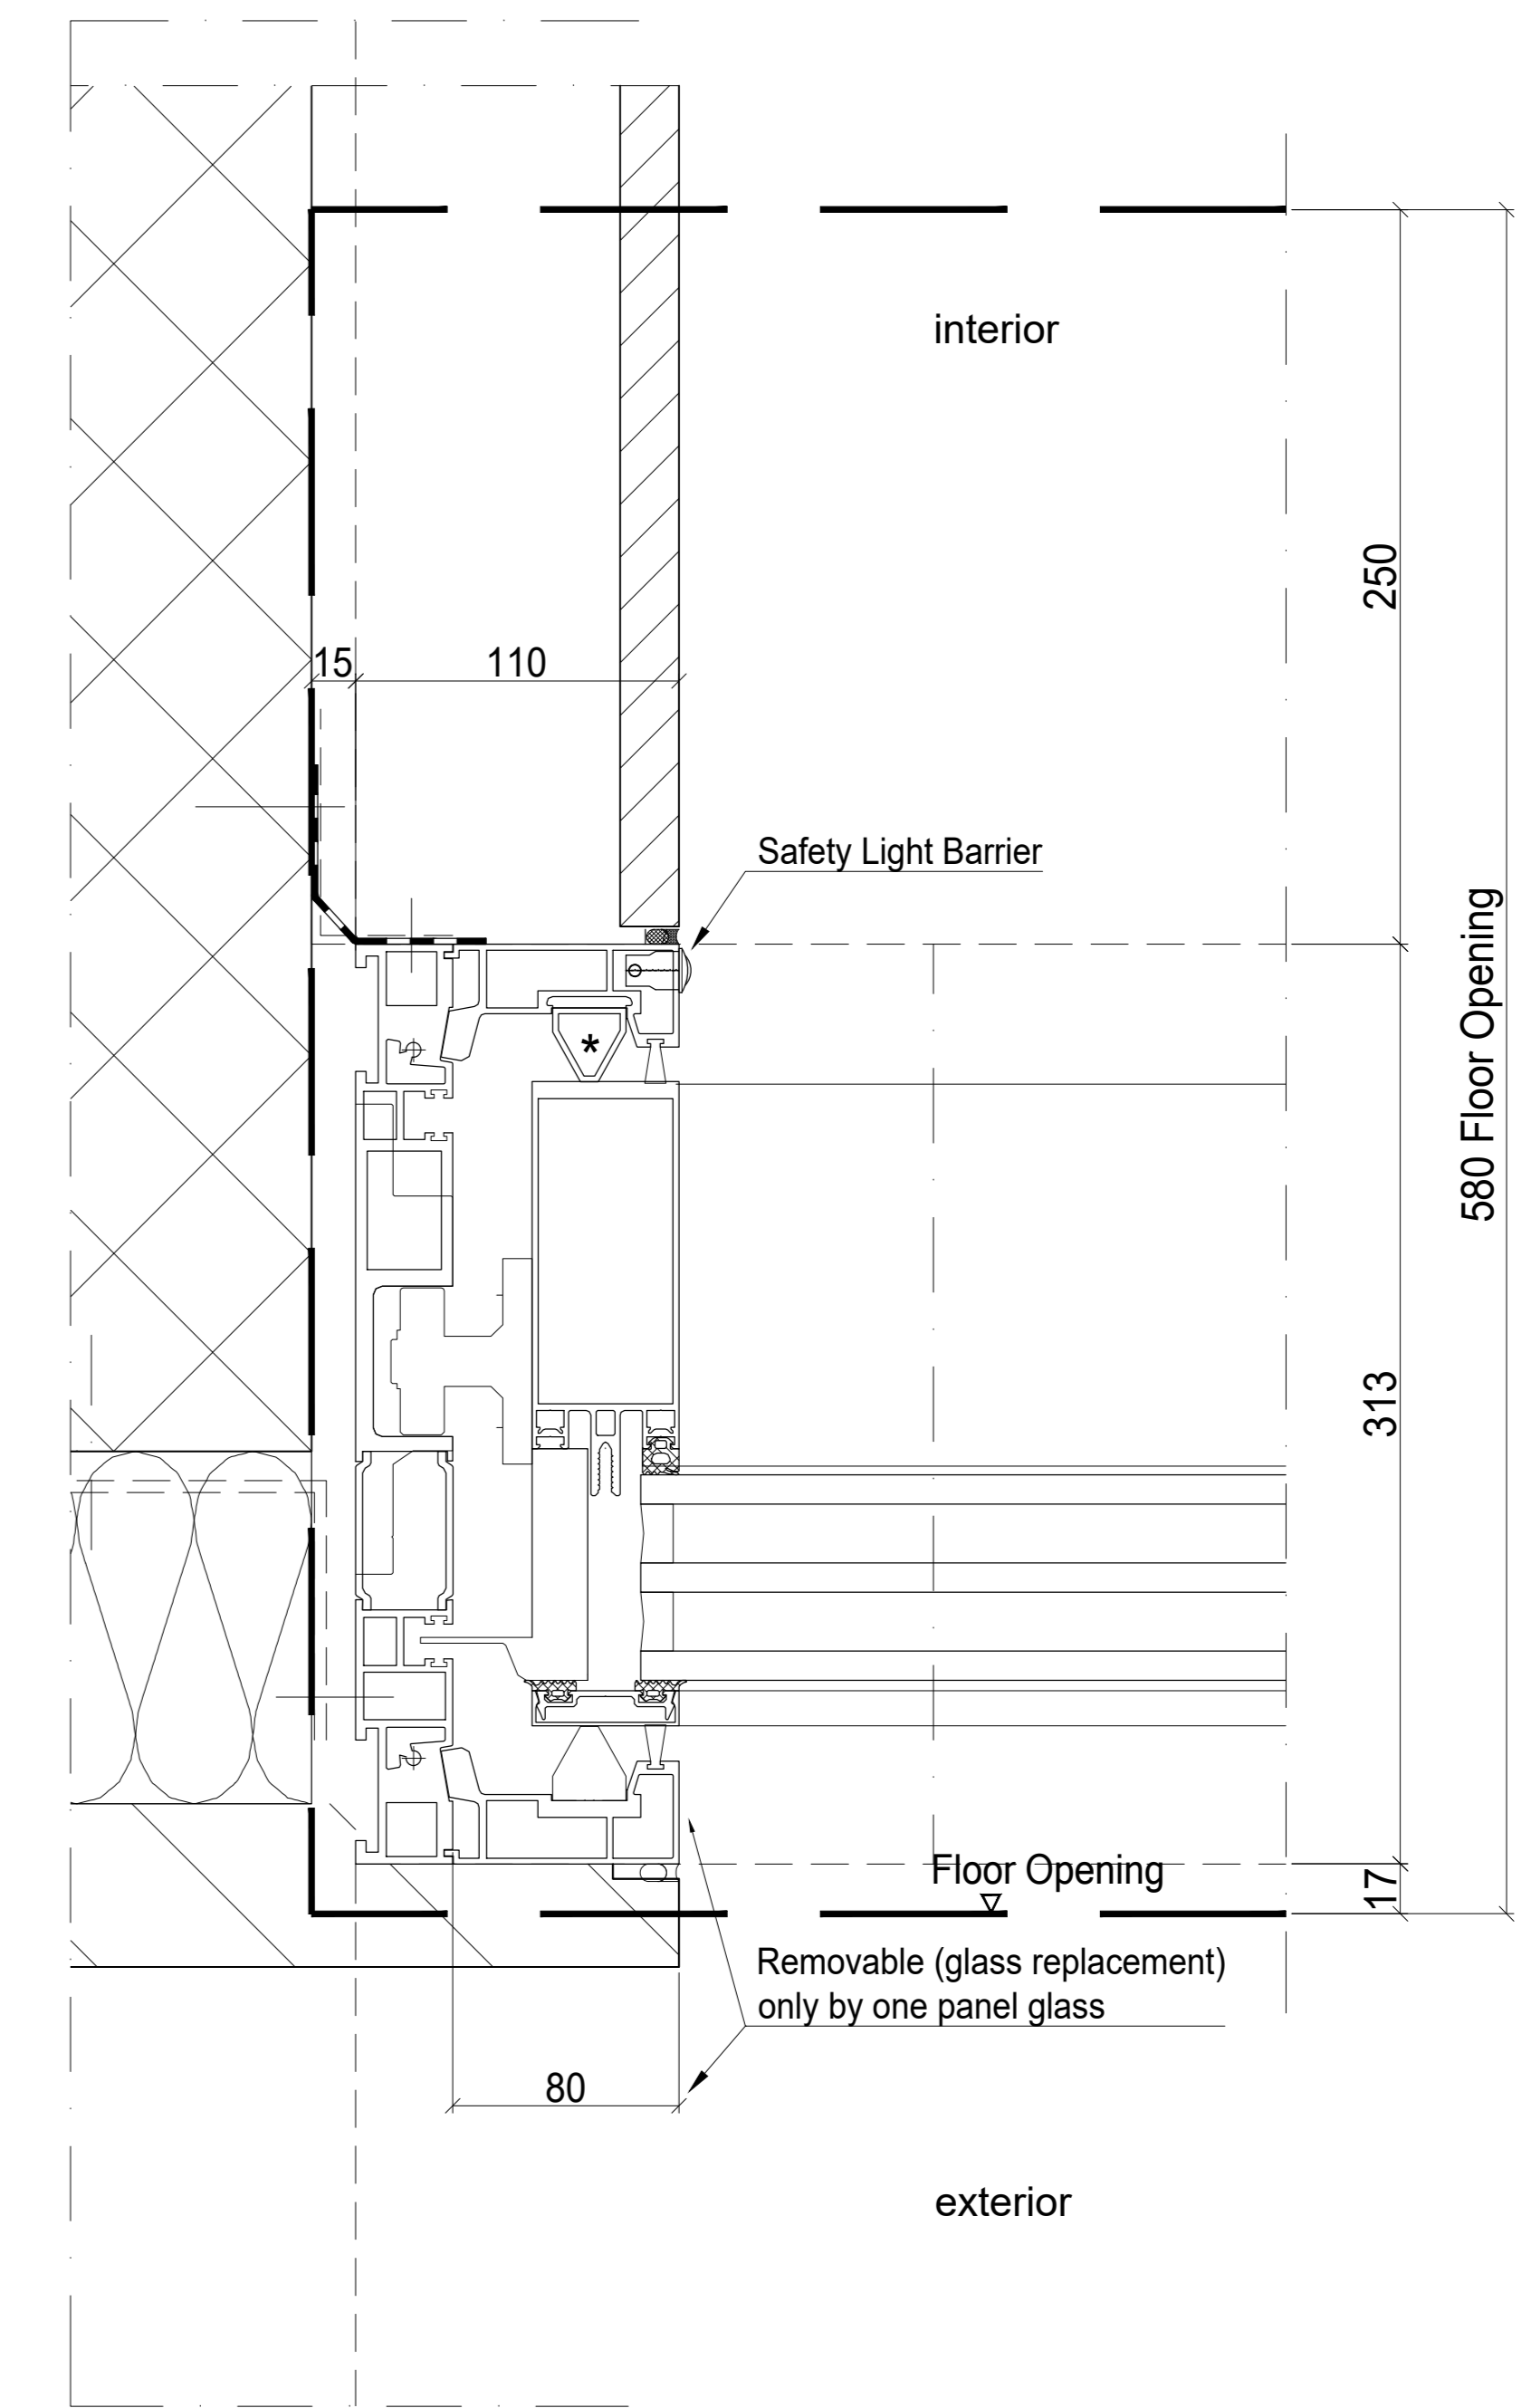 interior
250
15
110
Safety Light Barrier
580 Floor Opening
*
313
Floor Opening
17
Removable (glass replacement)
only by one panel glass
80
exterior